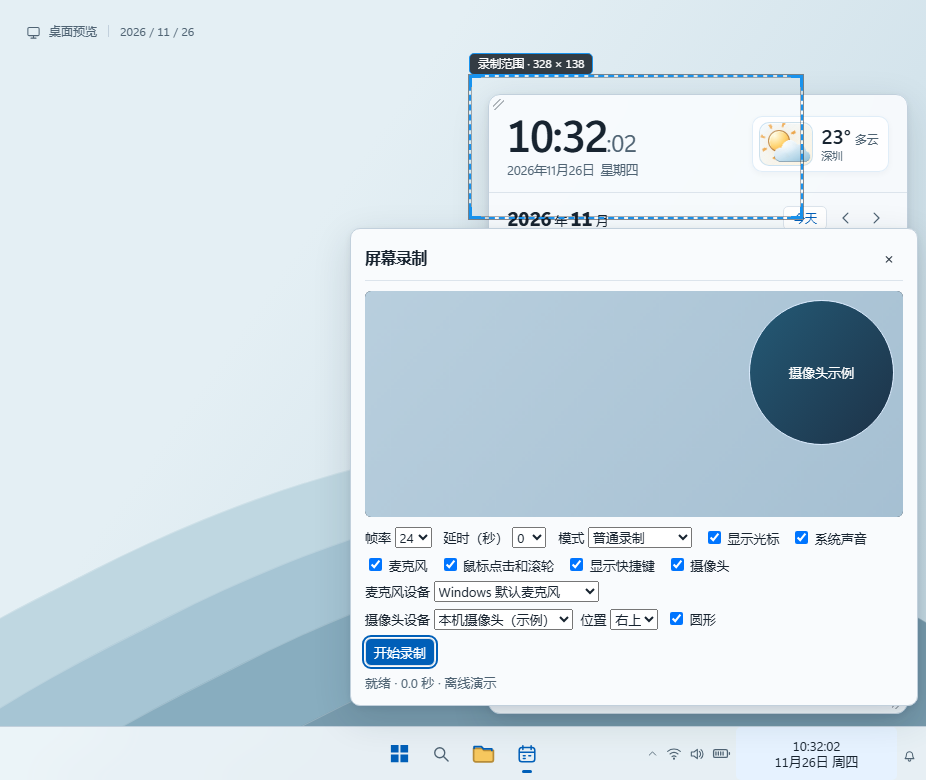 桌面预览 2026 / 11 / 26
录制范围 · 328 × 138
10:32:02
23° 多云
深圳
2026年11月26日 星期四
2026 年 11 月 今天
屏幕录制
摄像头示例
帧率 24 延时（秒） 0 模式 普通录制 显示光标 系统声音
麦克风 鼠标点击和滚轮 显示快捷键 摄像头
麦克风设备 Windows 默认麦克风
摄像头设备 本机摄像头（示例） 位置 右上 圆形
开始录制
就绪 · 0.0 秒 · 离线演示
10:32:02
11月26日 周四